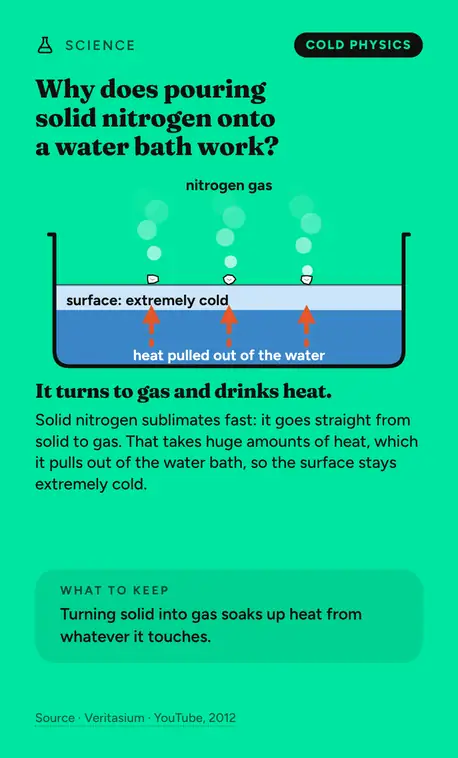 SCIENCE
COLD PHYSICS
Why does pouring
solid nitrogen onto
a water bath work?
nitrogen gas
surface: extremely cold
heat pulled out of the water
It turns to gas and drinks heat.
Solid nitrogen sublimates fast: it goes straight from
solid to gas. That takes huge amounts of heat, which
it pulls out of the water bath, so the surface stays
extremely cold.
WHAT TO KEEP
Turning solid into gas soaks up heat from
whatever it touches.
Source · Veritasium · YouTube, 2012